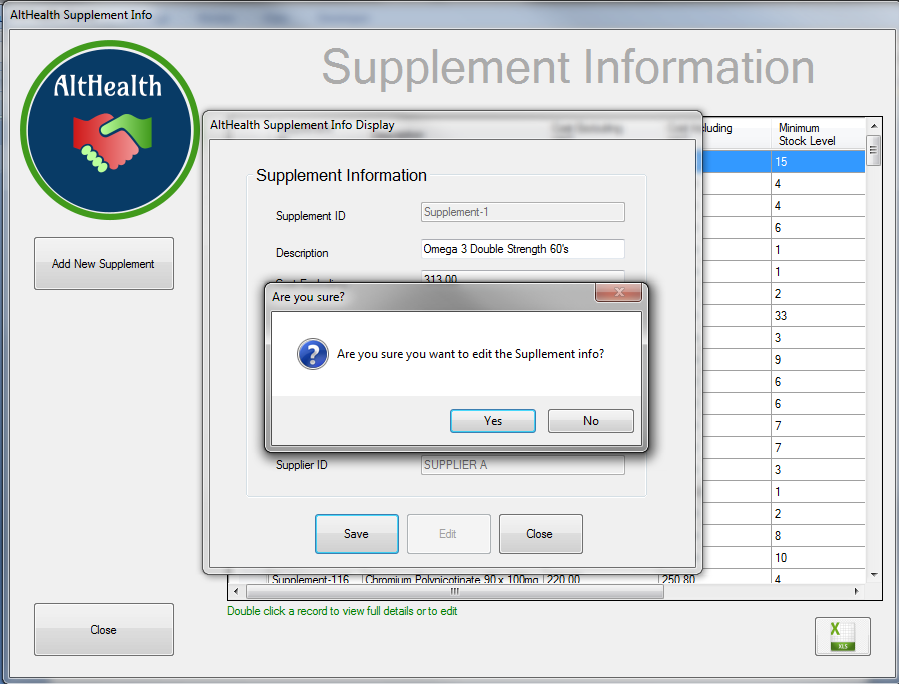 AltHealth Supplement Info
AltHealth
Supplement Information
Add New Supplement
Close
Minimum
Stock Level
15
4
4
6
1
1
2
33
3
9
6
6
7
7
3
1
2
8
10
Supplement-116 Chromium Polynicotinate 90 x 100mg 220.00 250.80 4
Double click a record to view full details or to edit
XLS
AltHealth Supplement Info Display
Supplement Information
Supplement ID Supplement-1
Description Omega 3 Double Strength 60's
313.00
Are you sure?
Are you sure you want to edit the Supllement info?
Yes No
Supplier ID SUPPLIER A
Save Edit Close